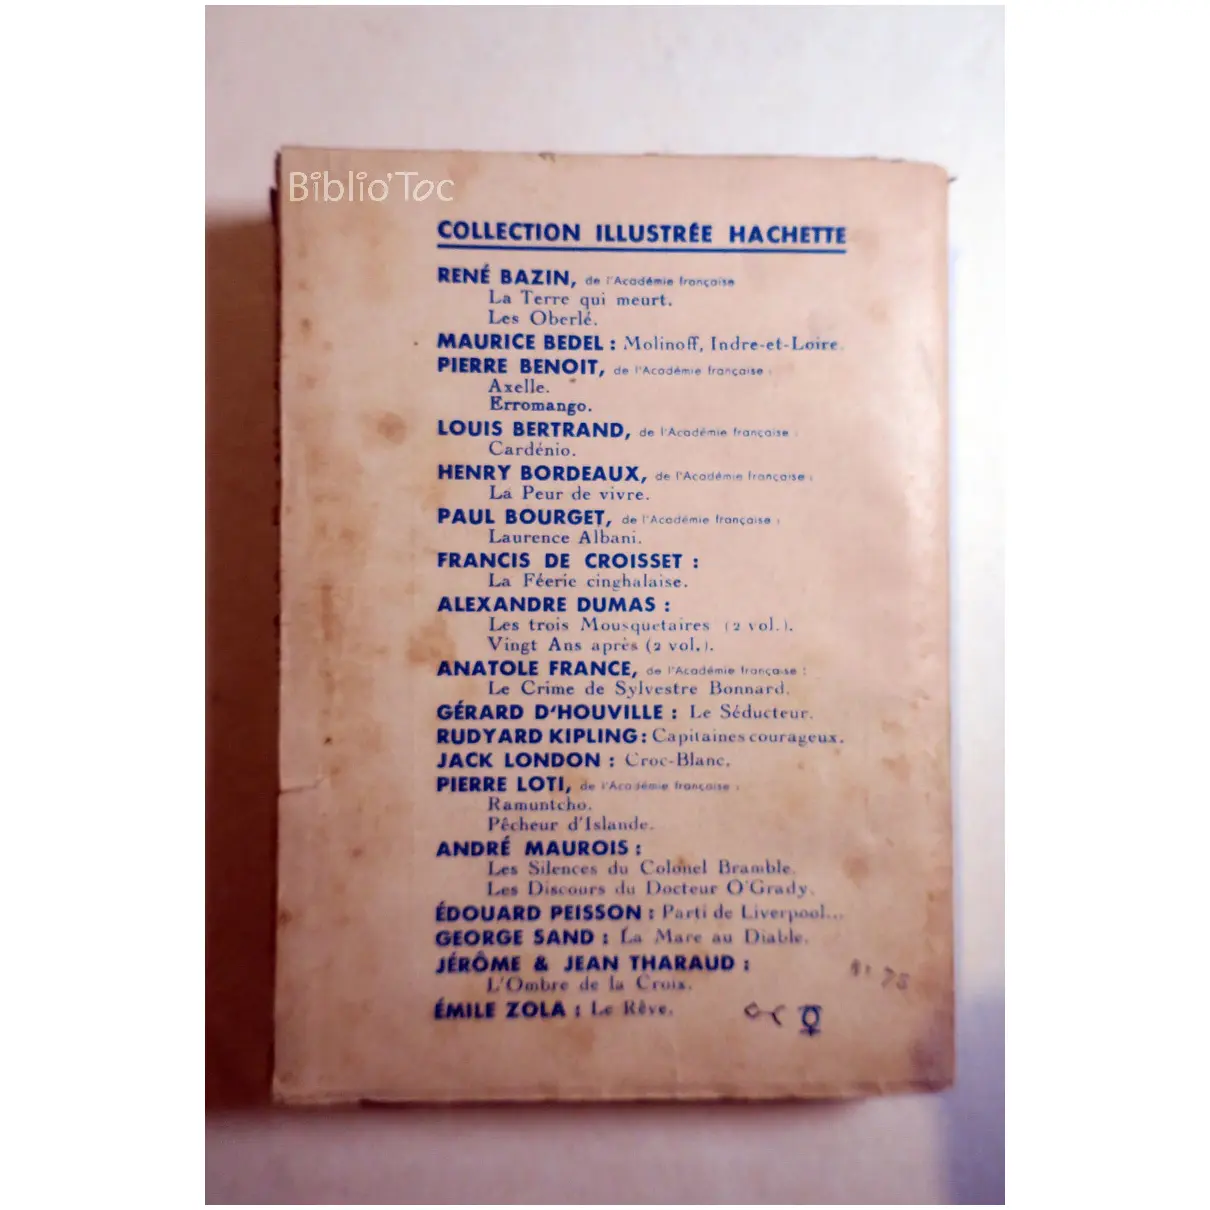 Biblio'Toc
COLLECTION ILLUSTRÉE HACHETTE
RENÉ BAZIN, de l'Académie française
La Terre qui meurt.
Les Oberlé.
MAURICE BEDEL : Molinoff, Indre-et-Loire.
PIERRE BENOIT, de l'Académie française :
Axelle.
Erromango.
LOUIS BERTRAND, de l'Académie française :
Cardénio.
HENRY BORDEAUX, de l'Académie française :
La Peur de vivre.
PAUL BOURGET, de l'Académie française :
Laurence Albani.
FRANCIS DE CROISSET :
La Féerie cinghalaise.
ALEXANDRE DUMAS :
Les trois Mousquetaires (2 vol.).
Vingt Ans après (2 vol.).
ANATOLE FRANCE, de l'Académie française :
Le Crime de Sylvestre Bonnard.
GÉRARD D'HOUVILLE : Le Séducteur.
RUDYARD KIPLING : Capitaines courageux.
JACK LONDON : Croc-Blanc.
PIERRE LOTI, de l'Académie française :
Ramuntcho.
Pêcheur d'Islande.
ANDRÉ MAUROIS :
Les Silences du Colonel Bramble.
Les Discours du Docteur O'Grady.
ÉDOUARD PEISSON : Parti de Liverpool...
GEORGE SAND : La Mare au Diable.
JÉRÔME & JEAN THARAUD :
L'Ombre de la Croix.
ÉMILE ZOLA : Le Rêve.